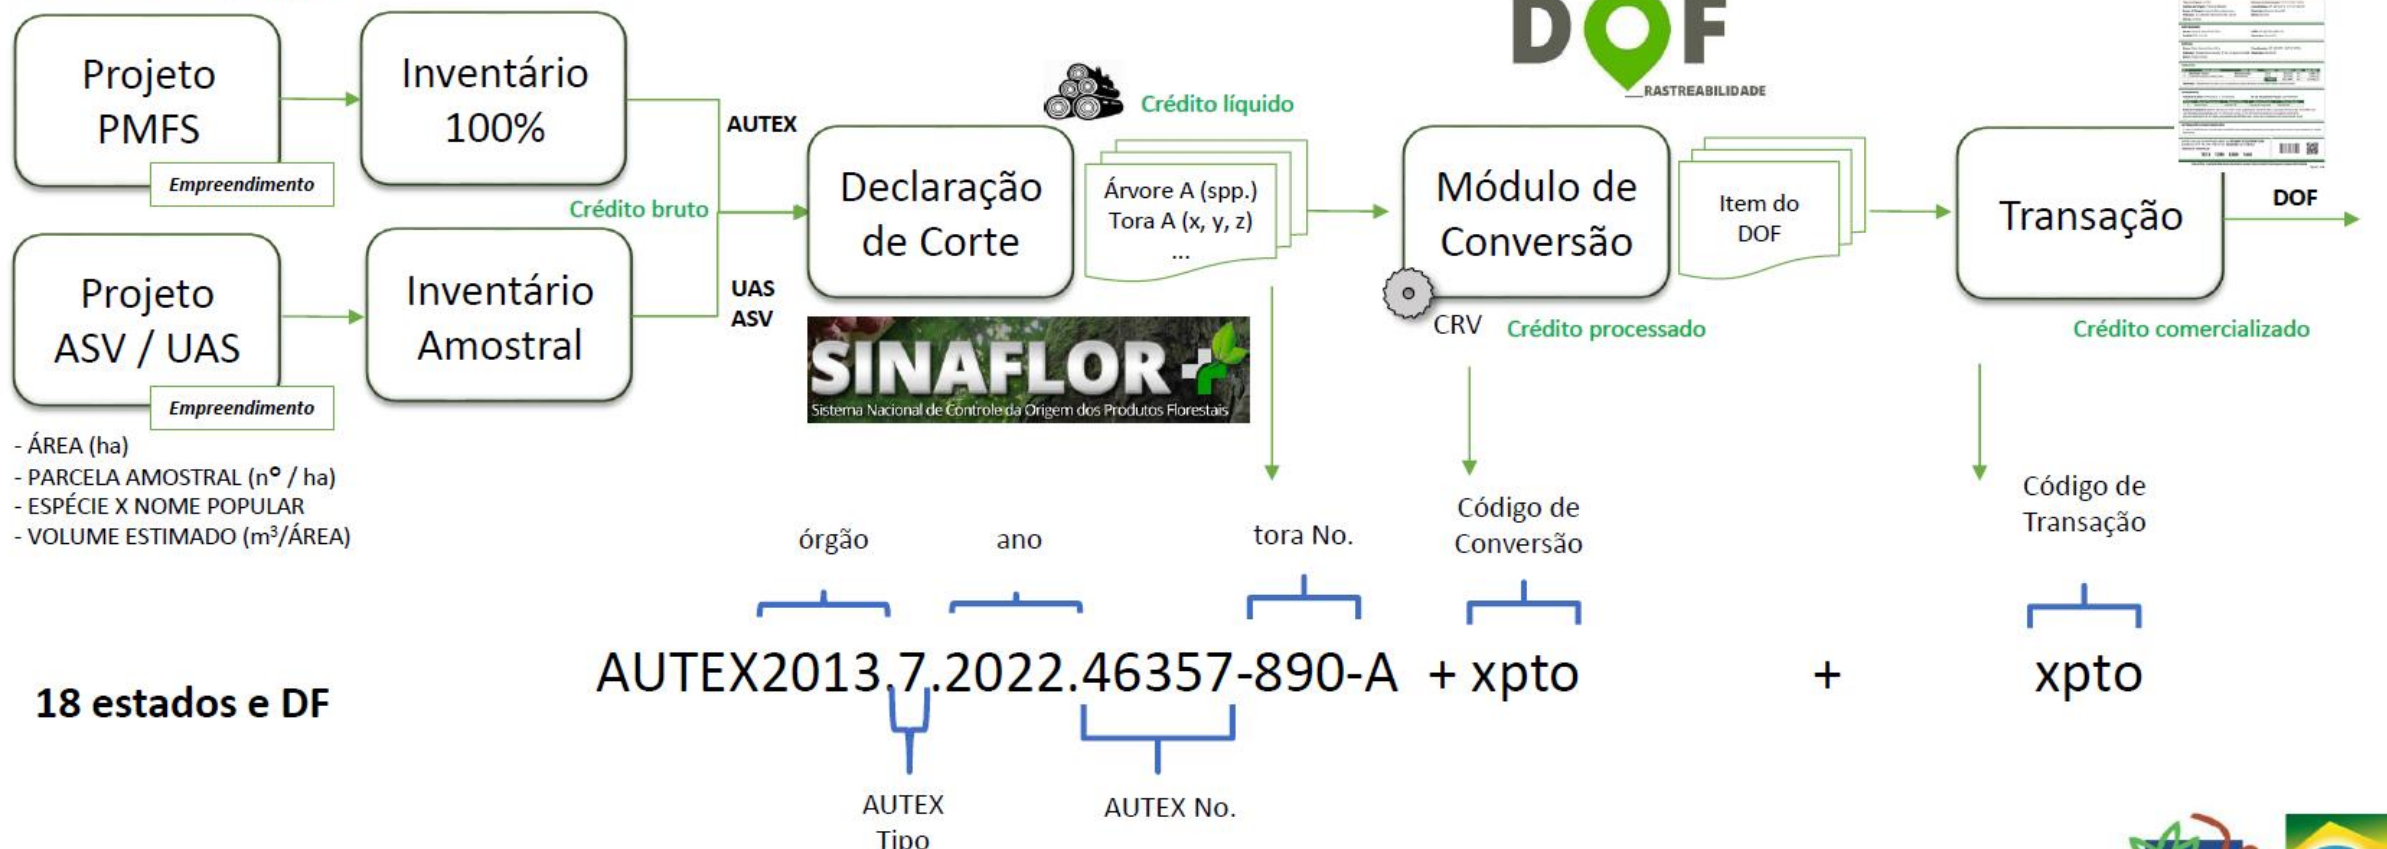 Projeto
PMFS
Empreendimento
Inventário
100%
AUTEX
Crédito bruto
Projeto
ASV / UAS
Empreendimento
Inventário
Amostral
UAS
ASV
- ÁREA (ha)
- PARCELA AMOSTRAL (nº / ha)
- ESPÉCIE X NOME POPULAR
- VOLUME ESTIMADO (m³/ÁREA)
Declaração
de Corte
Crédito líquido
Árvore A (spp.)
Tora A (x, y, z)
...
SINAFLOR+
Sistema Nacional de Controle da Origem dos Produtos Florestais
DOF
RASTREABILIDADE
Módulo de
Conversão
CRV
Crédito processado
Item do
DOF
Transação
DOF
Crédito comercializado
órgão
ano
tora No.
Código de
Conversão
Código de
Transação
AUTEX2013.7.2022.46357-890-A + xpto + xpto
AUTEX
Tipo
AUTEX No.
18 estados e DF